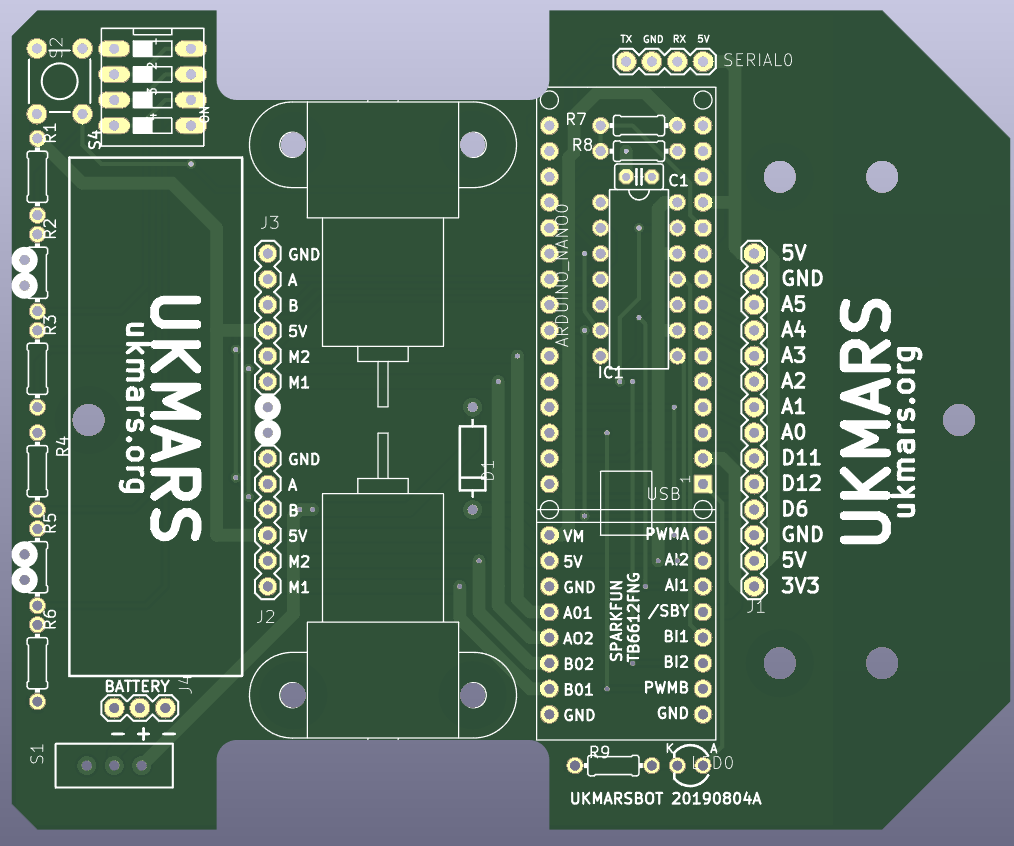 TX GND RX 5V
SERIAL0
S2
1
2
3
4
ON
S4
R1
R2
R3
R4
R5
R6
UKMARS
ukmars.org
J3
GND
A
B
5V
M2
M1
GND
A
B
5V
M2
M1
J2
D1
BATTERY
J4
- + -
S1
R7
R8
C1
ARDUINO_NANO0
IC1
USB
1
VM
5V
GND
A01
AO2
B02
B01
GND
SPARKFUN
TB6612FNG
PWMA
AI2
AI1
/SBY
BI1
BI2
PWMB
GND
5V
GND
A5
A4
A3
A2
A1
A0
D11
D12
D6
GND
5V
3V3
J1
UKMARS
ukmars.org
R9
K A
LED0
UKMARSBOT 20190804A